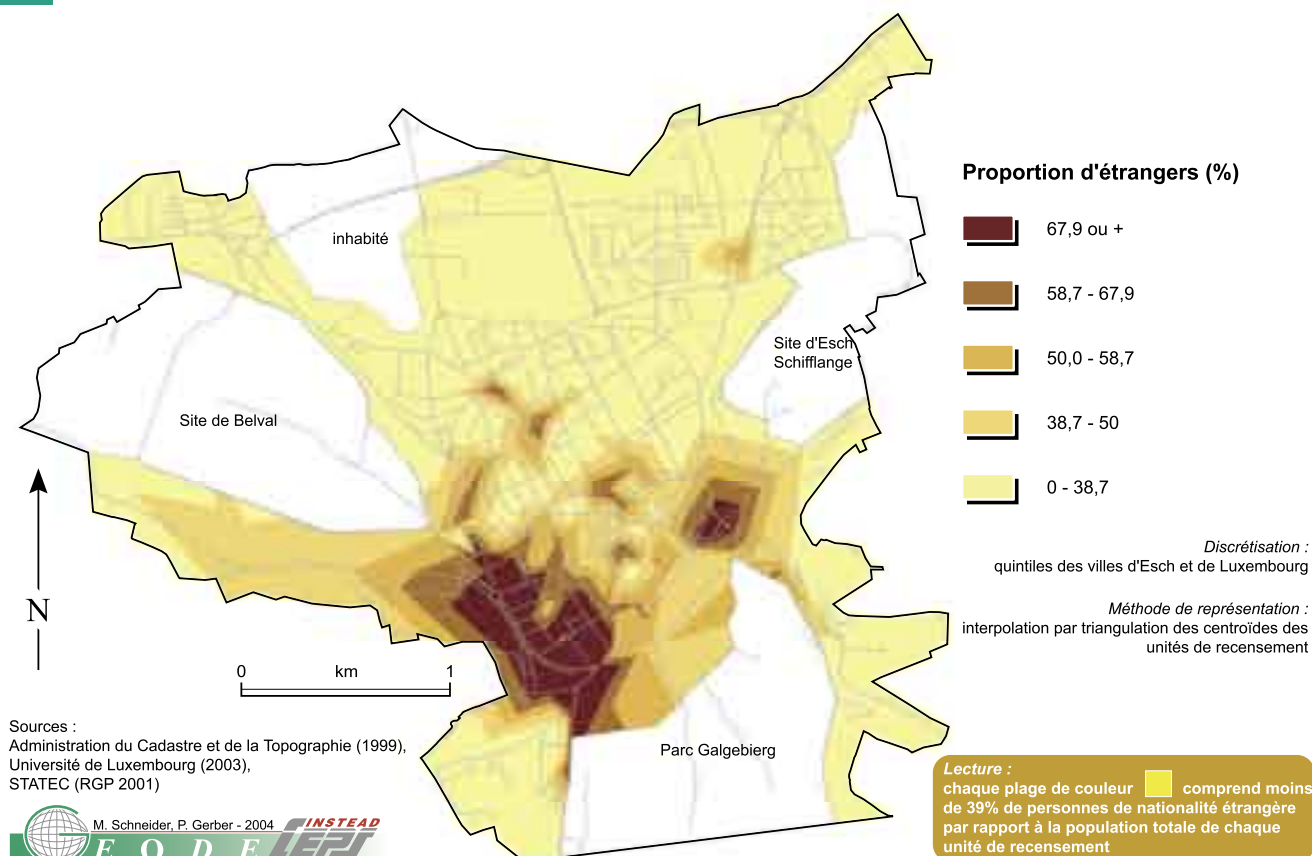 inhabité
Site d'Esch
Schifflange
Site de Belval
Parc Galgebierg
N
0 km 1
Proportion d'étrangers (%)
67,9 ou +
58,7 - 67,9
50,0 - 58,7
38,7 - 50
0 - 38,7
Discrétisation :
quintiles des villes d'Esch et de Luxembourg
Méthode de représentation :
interpolation par triangulation des centroïdes des
unités de recensement
Sources :
Administration du Cadastre et de la Topographie (1999),
Université de Luxembourg (2003),
STATEC (RGP 2001)
M. Schneider, P. Gerber - 2004
GEODE
INSTEAD
CEPS
Lecture :
chaque plage de couleur comprend moins
de 39% de personnes de nationalité étrangère
par rapport à la population totale de chaque
unité de recensement